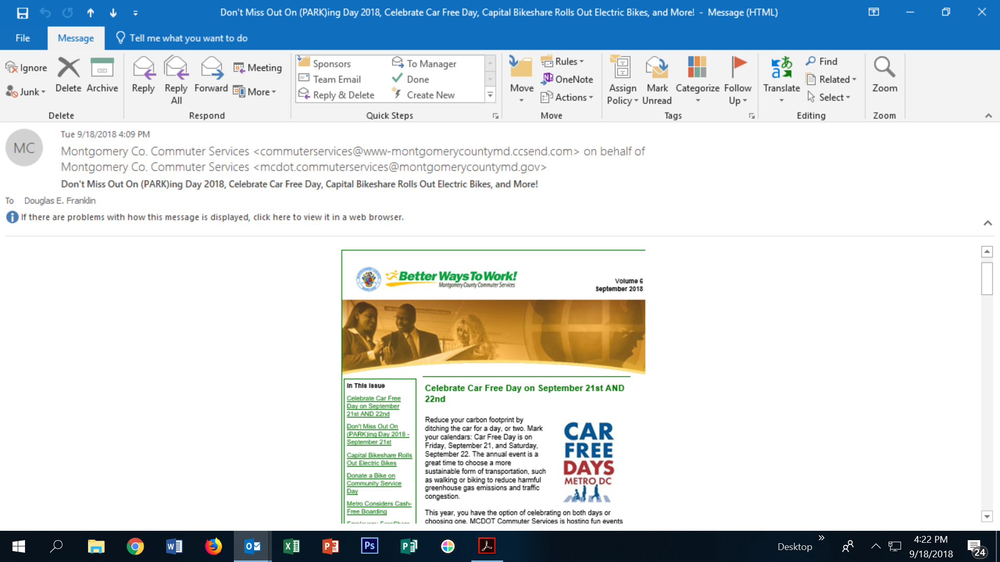 Don't Miss Out On (PARK)ing Day 2018, Celebrate Car Free Day, Capital Bikeshare Rolls Out Electric Bikes, and More! - Message (HTML)
File
Message
Tell me what you want to do
Ignore
Junk
Delete
Archive
Delete
Reply
Reply All
Forward
Meeting
More
Respond
Sponsors
To Manager
Team Email
Done
Reply & Delete
Create New
Quick Steps
Move
Rules
OneNote
Actions
Move
Assign Policy
Mark Unread
Categorize
Follow Up
Tags
Translate
Find
Related
Select
Editing
Zoom
Zoom
MC
Tue 9/18/2018 4:09 PM
Montgomery Co. Commuter Services <commuterservices@www-montgomerycountymd.ccsend.com> on behalf of
Montgomery Co. Commuter Services <mcdot.commuterservices@montgomerycountymd.gov>
Don't Miss Out On (PARK)ing Day 2018, Celebrate Car Free Day, Capital Bikeshare Rolls Out Electric Bikes, and More!
To Douglas E. Franklin
If there are problems with how this message is displayed, click here to view it in a web browser.
Better Ways To Work!
Montgomery County Commuter Services
Volume 6
September 2018
In This Issue
Celebrate Car Free
Day on September
21st AND 22nd
Don't Miss Out On
(PARK)ing Day 2018 -
September 21st
Capital Bikeshare Rolls
Out Electric Bikes
Donate a Bike on
Community Service
Day
Metro Considers Cash-
Free Boarding
Employers: FareShare
Celebrate Car Free Day on September 21st AND
22nd
Reduce your carbon footprint by
ditching the car for a day, or two. Mark
your calendars: Car Free Day is on
Friday, September 21, and Saturday,
September 22. The annual event is a
great time to choose a more
sustainable form of transportation, such
as walking or biking to reduce harmful
greenhouse gas emissions and traffic
congestion.
CAR
FREE
DAYS
METRO DC
This year, you have the option of celebrating on both days or
choosing one. MCDOT Commuter Services is hosting fun events
Desktop
4:22 PM
9/18/2018
24